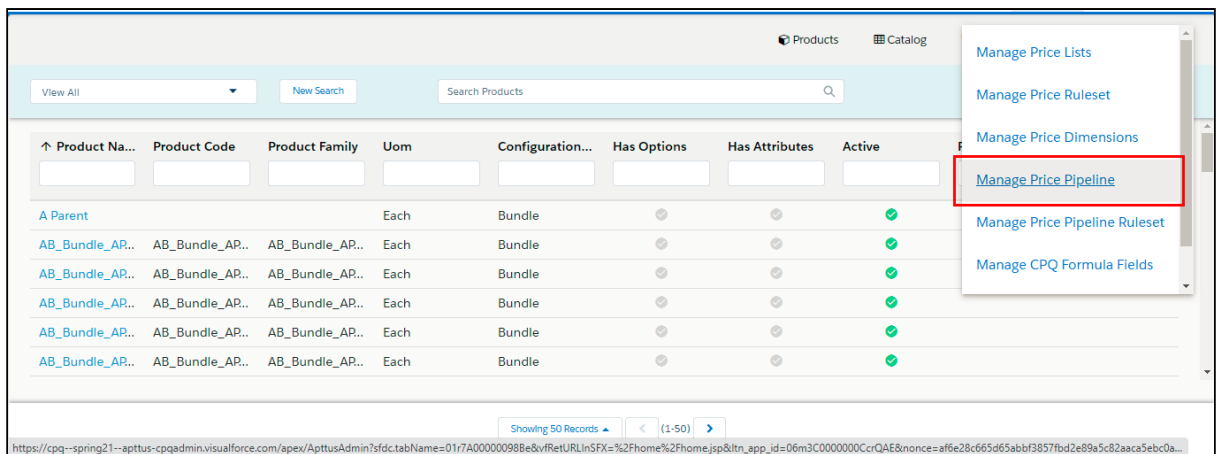 Products Catalog
Manage Price Lists
View All New Search Search Products
Manage Price Ruleset
Manage Price Dimensions
Product Na... Product Code Product Family Uom Configuration... Has Options Has Attributes Active
Manage Price Pipeline
A Parent Each Bundle
Manage Price Pipeline Ruleset
AB_Bundle_AP... AB_Bundle_AP... AB_Bundle_AP... Each Bundle
Manage CPQ Formula Fields
AB_Bundle_AP... AB_Bundle_AP... AB_Bundle_AP... Each Bundle
AB_Bundle_AP... AB_Bundle_AP... AB_Bundle_AP... Each Bundle
AB_Bundle_AP... AB_Bundle_AP... AB_Bundle_AP... Each Bundle
AB_Bundle_AP... AB_Bundle_AP... AB_Bundle_AP... Each Bundle
Showing 50 Records (1-50)
https://cpq--spring21--apttus-cpqadmin.visualforce.com/apex/ApttusAdmin?sfdc.tabName=01r7A00000098Be&vfRetURLInSFX=%2Fhome%2Fhome.jsp&ltn_app_id=06m3C0000000CcrQAE&nonce=af6e28c665d65abbf3857fbd2e89a5c82aaca5ebc0a...